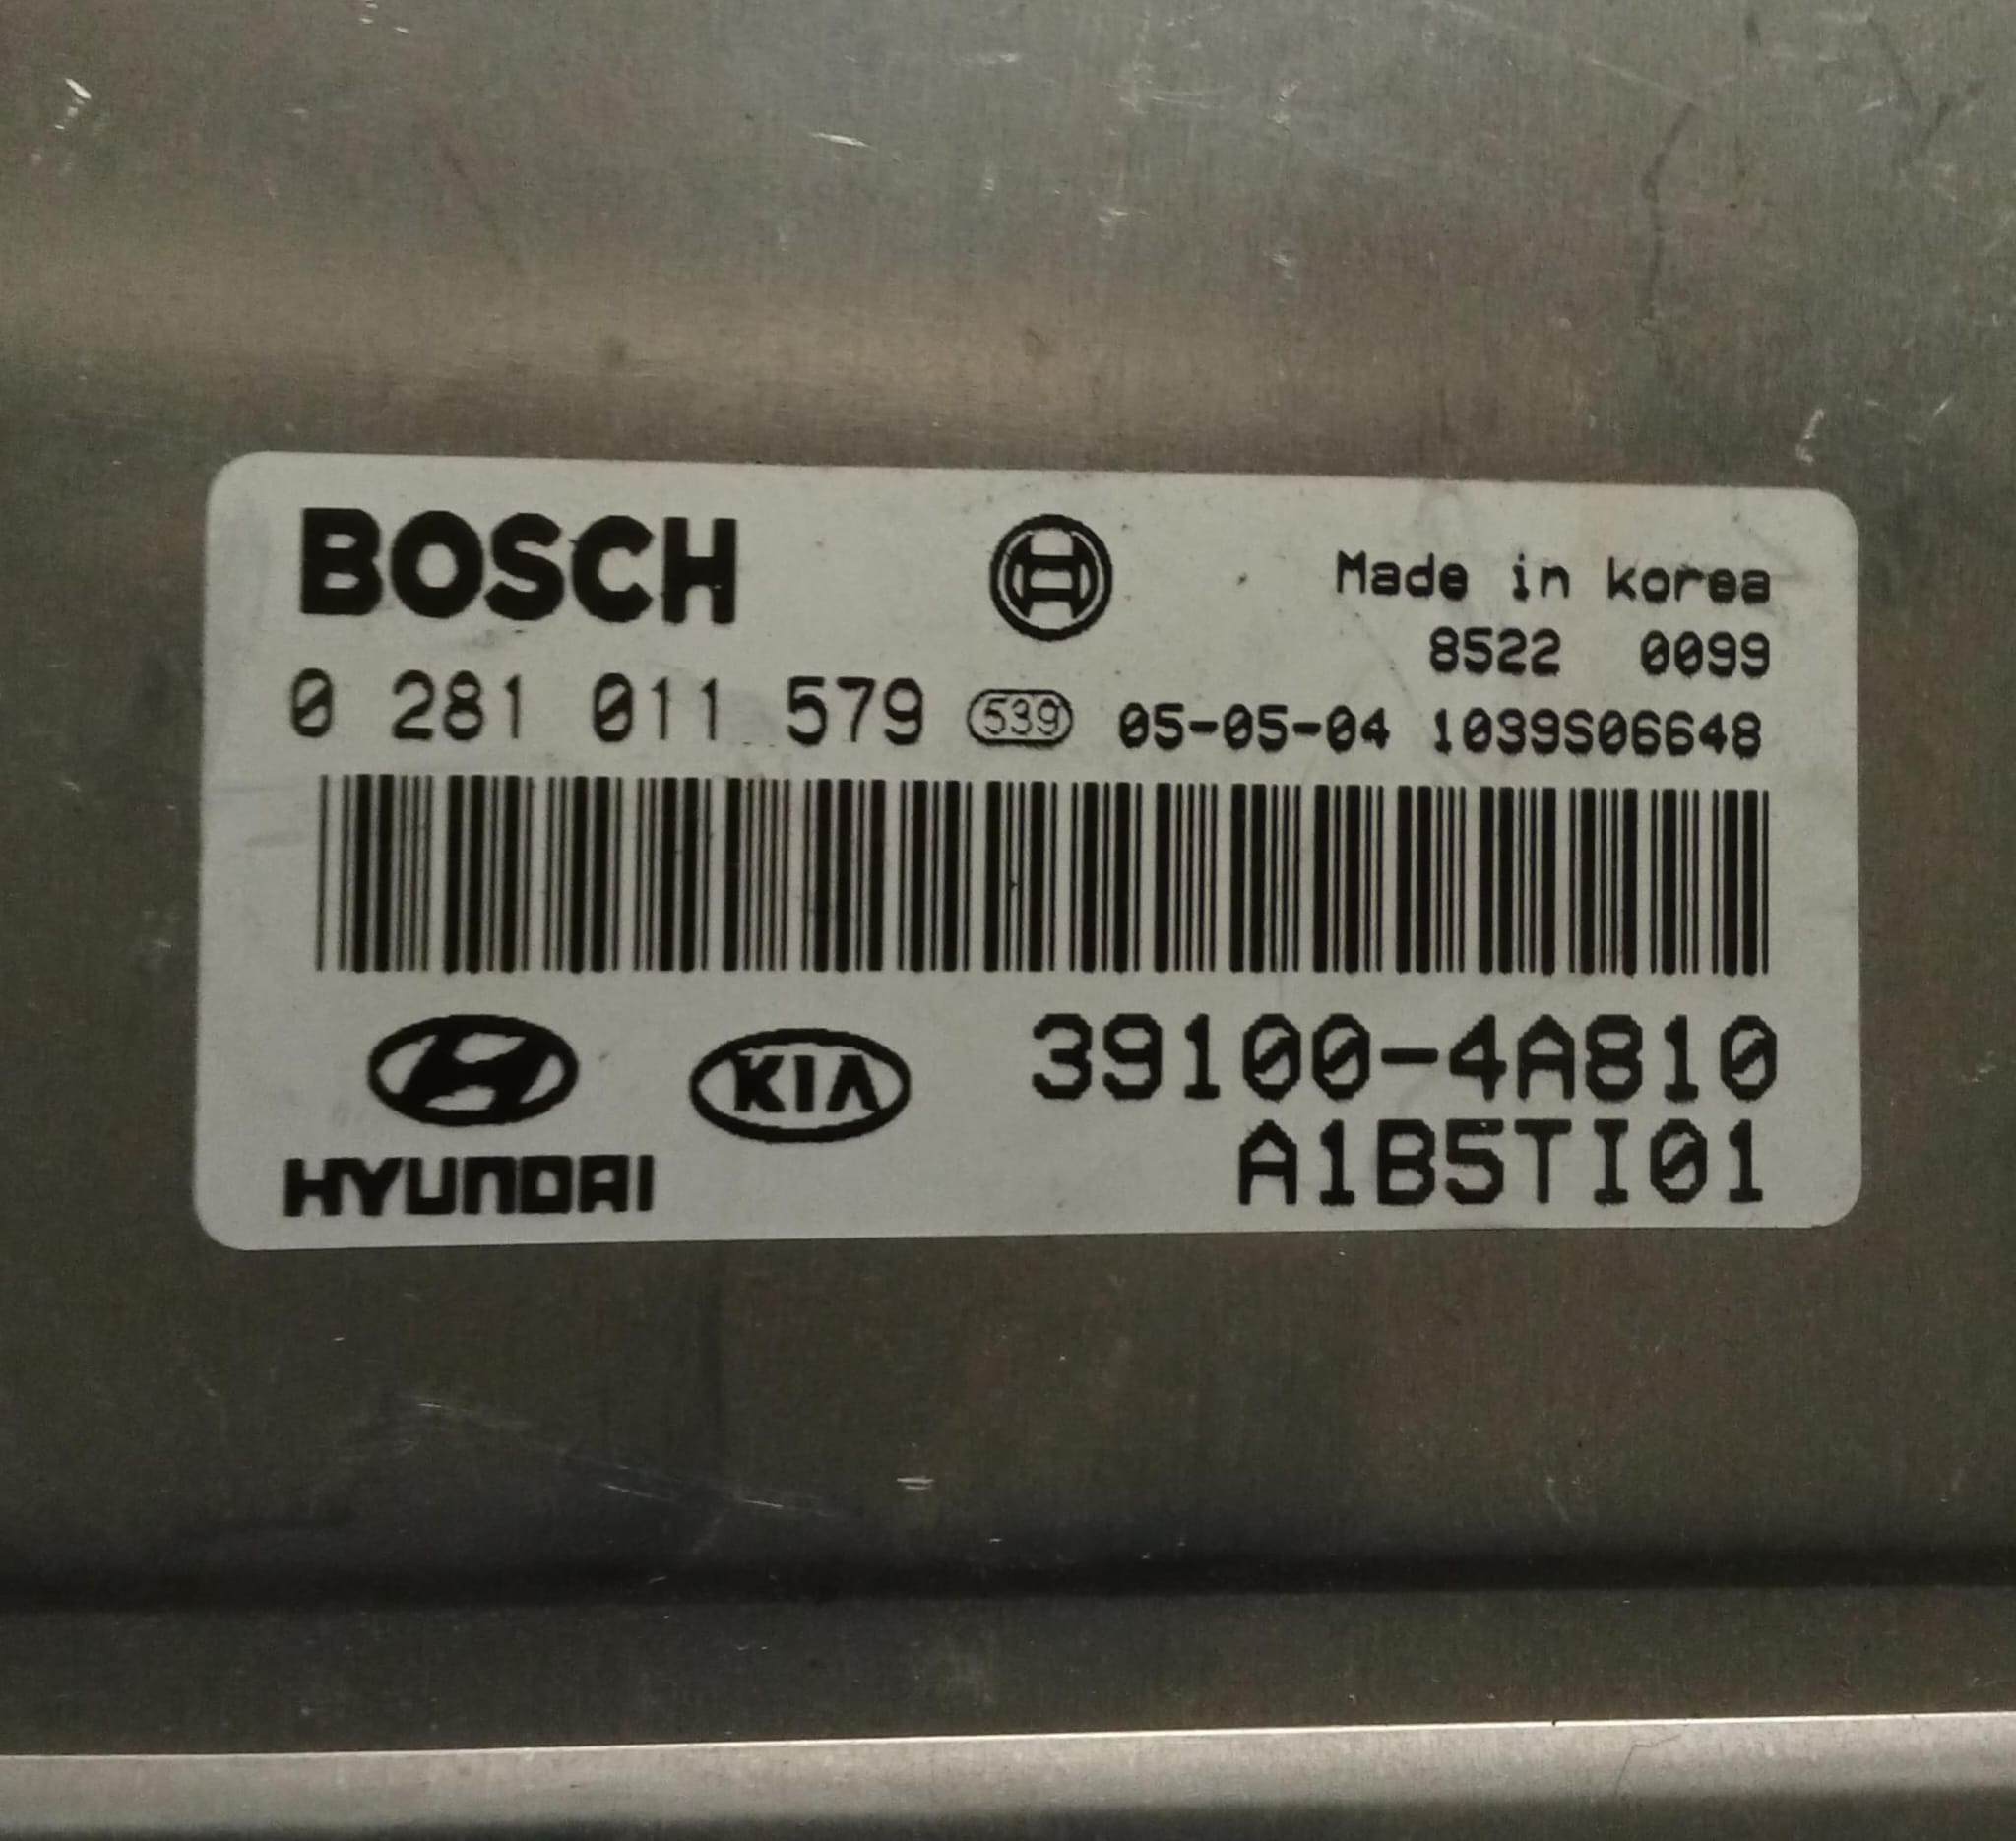 BOSCH
Made in korea
8522 0099
0 281 011 579 539 05-05-04 1039S06648
KIA 39100-4A810
HYUNDAI A1B5TI01